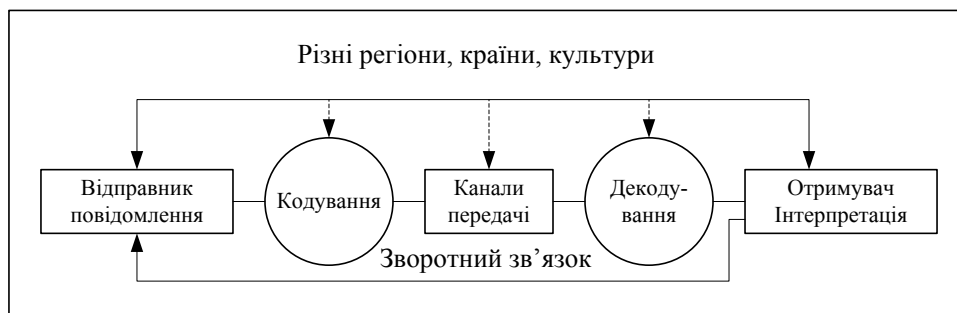 Різні регіони, країни, культури
Відправник
повідомлення
Кодування
Канали
передачі
Декоду-
вання
Отримувач
Інтерпретація
Зворотний зв’язок